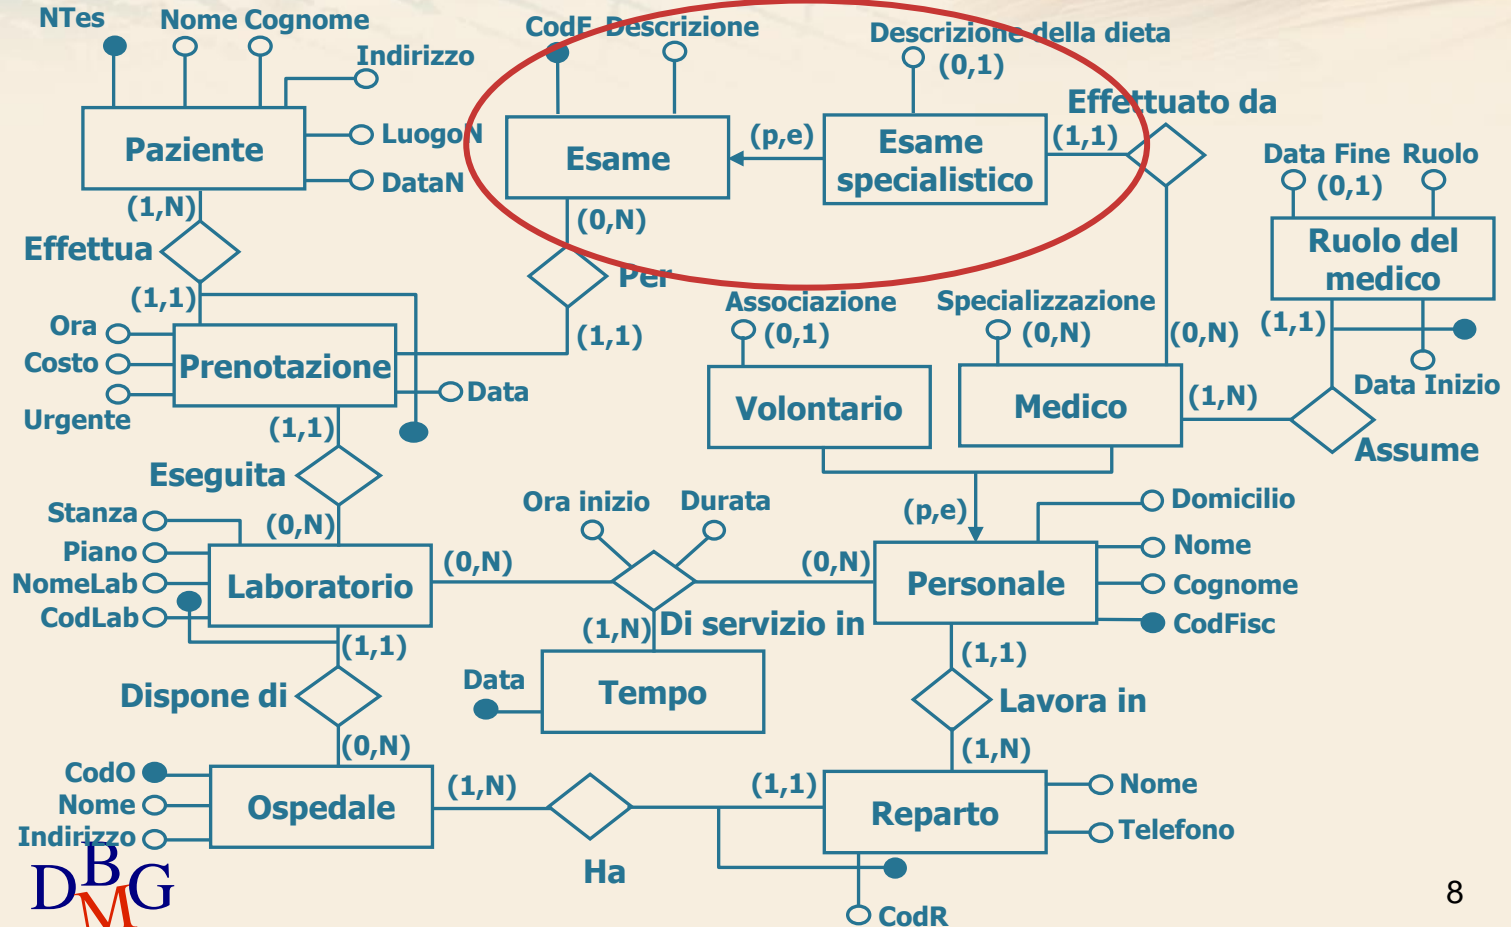 NTes
Nome Cognome
Indirizzo
Paziente
LuogoN
DataN
(1,N)
Effettua
(1,1)
CodE Descrizione
Esame
(0,N)
Per
(1,1)
(p,e)
Descrizione della dieta
(0,1)
Esame
specialistico
Effettuato da
(1,1)
(0,N)
Data Fine Ruolo
(0,1)
Ruolo del
medico
(1,1)
Data Inizio
(1,N)
Assume
Ora
Costo
Urgente
Prenotazione
Data
(1,1)
Eseguita
(0,N)
Associazione
(0,1)
Volontario
Specializzazione
(0,N)
Medico
(p,e)
Stanza
Piano
NomeLab
CodLab
Laboratorio
(0,N)
Ora inizio
Durata
(0,N)
Di servizio in
(1,N)
Data
Tempo
Personale
Domicilio
Nome
Cognome
CodFisc
(1,1)
Lavora in
(1,N)
(1,1)
Dispone di
(0,N)
CodO
Nome
Indirizzo
Ospedale
(1,N)
Ha
(1,1)
Reparto
Nome
Telefono
CodR
DBMG
8